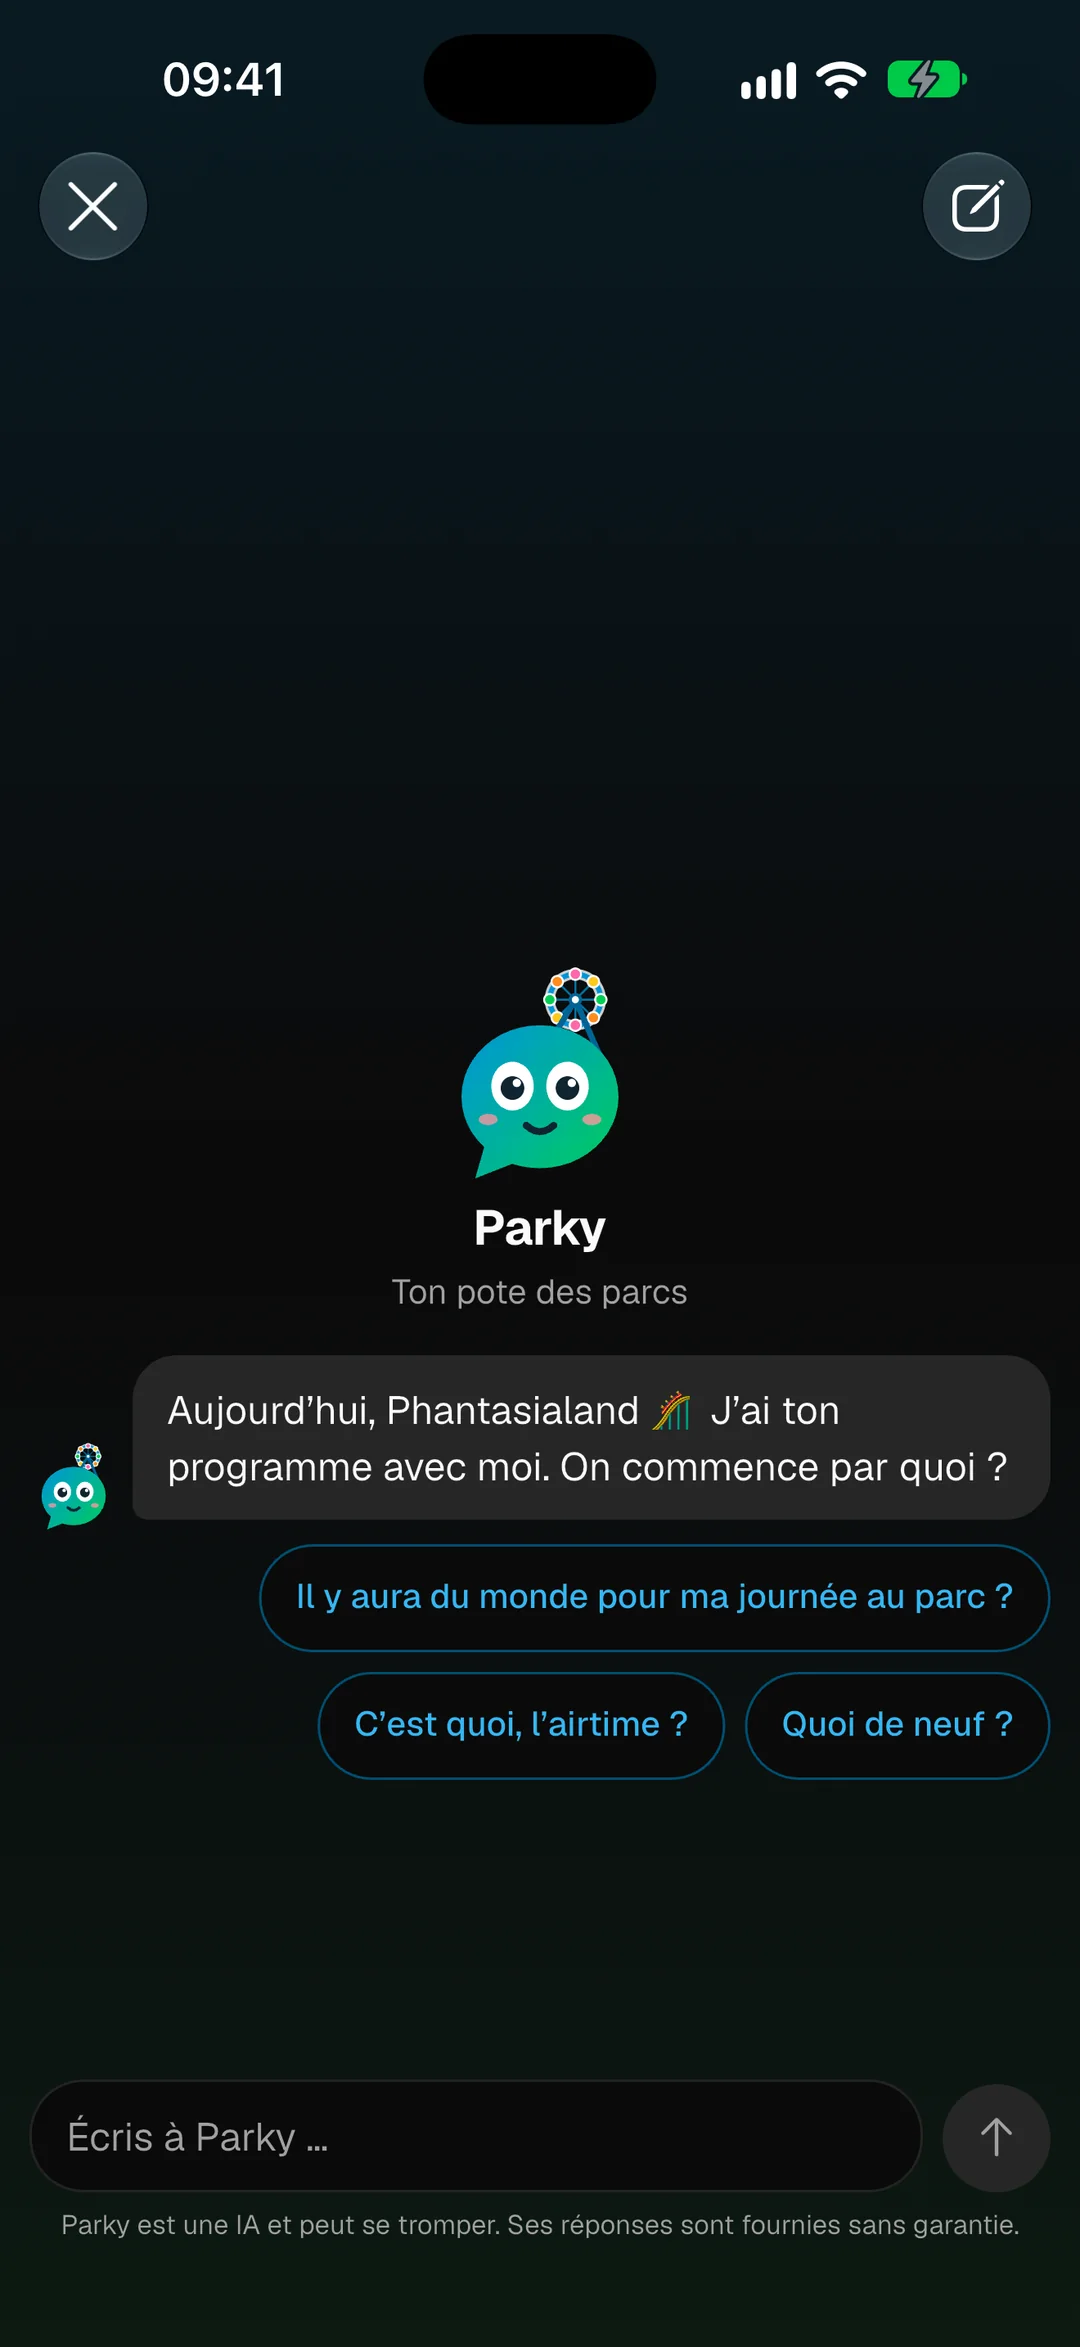 09:41
Parky
Ton pote des parcs
Aujourd’hui, Phantasialand 🎢 J’ai ton
programme avec moi. On commence par quoi ?
Il y aura du monde pour ma journée au parc ?
C’est quoi, l’airtime ?
Quoi de neuf ?
Écris à Parky ...
Parky est une IA et peut se tromper. Ses réponses sont fournies sans garantie.